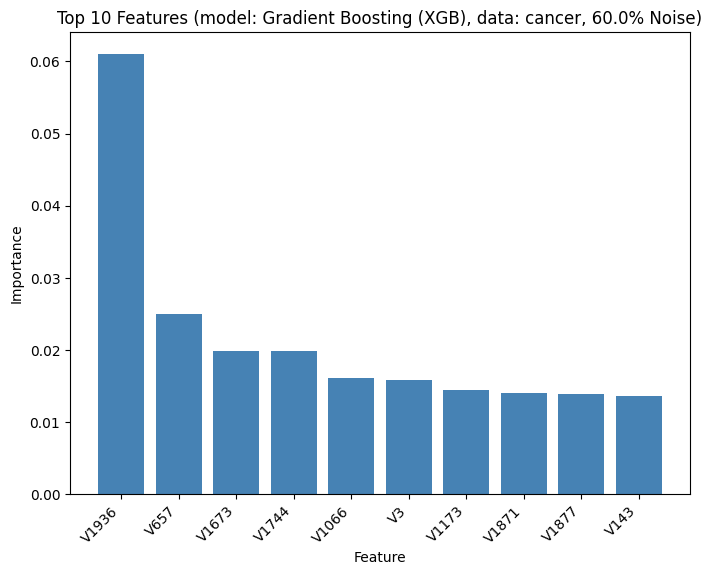 Top 10 Features (model: Gradient Boosting (XGB), data: cancer, 60.0% Noise)
0.06
0.05
0.04
0.03
0.02
0.01
0.00
Importance
V1936
V657
V1673
V1744
V1066
V3
V1173
V1871
V1877
V143
Feature